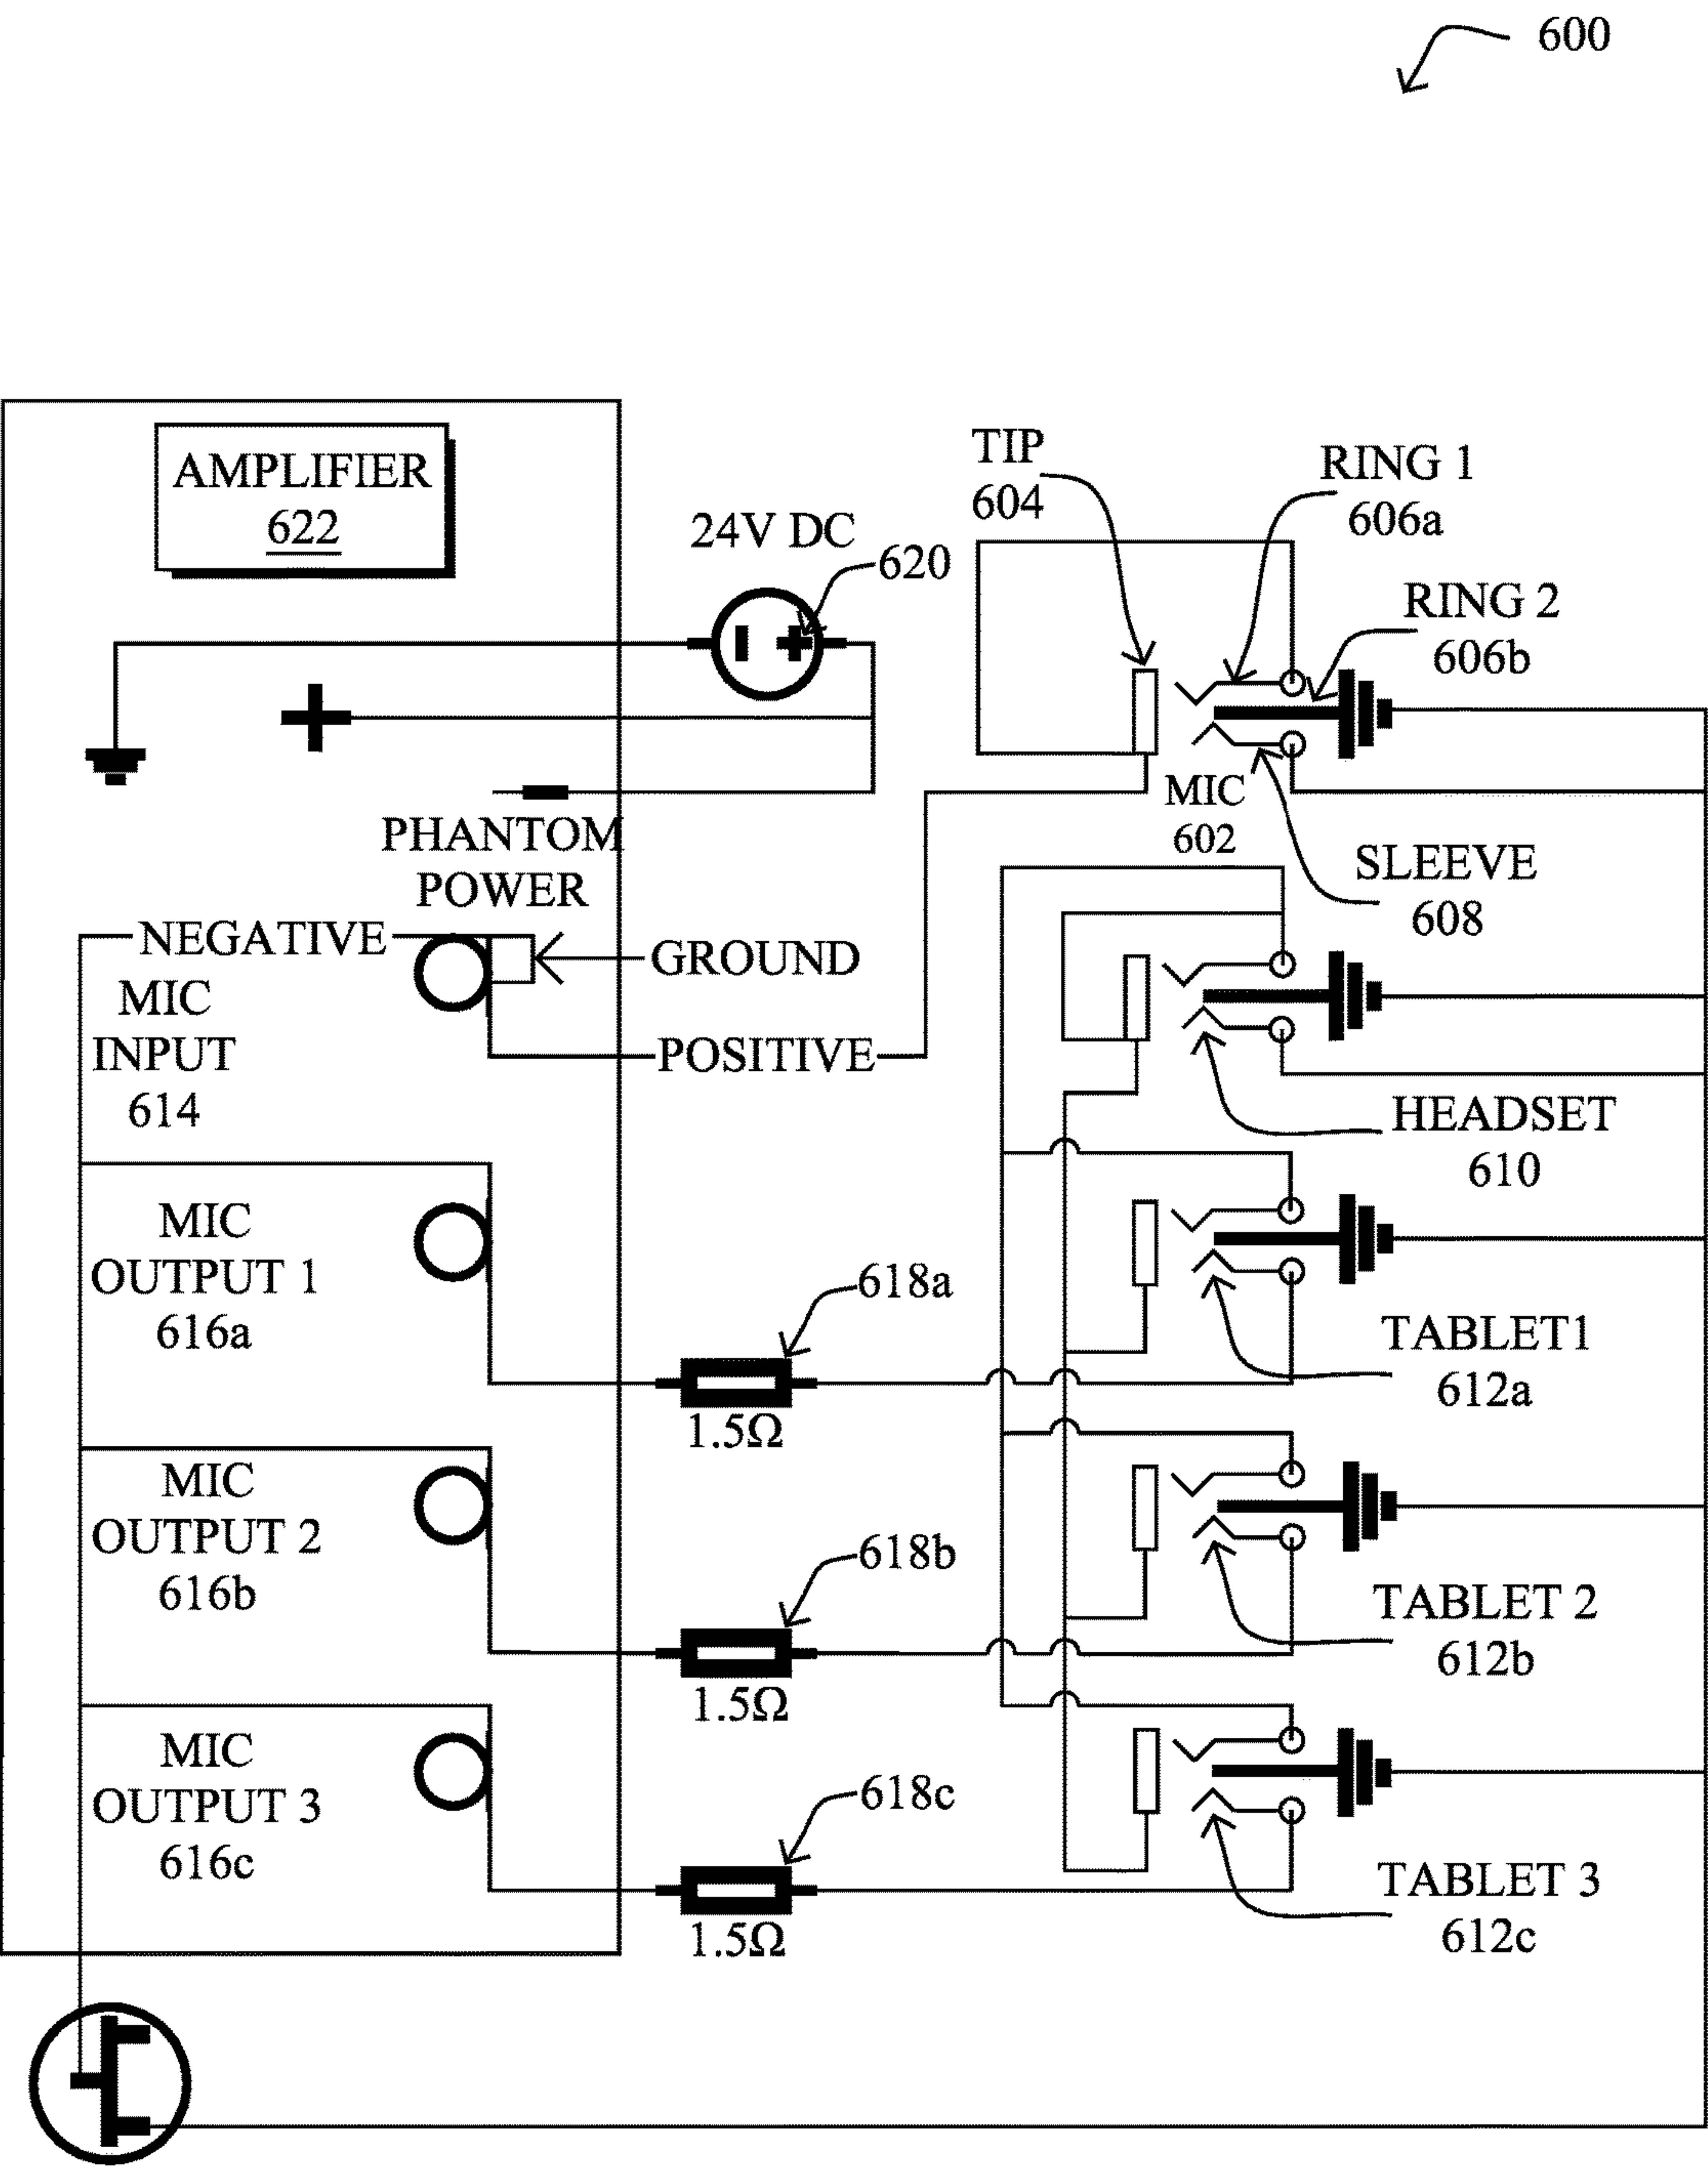 600
AMPLIFIER
622
24V DC
620
TIP
604
RING 1
606a
RING 2
606b
MIC
602
SLEEVE
608
PHANTOM
POWER
NEGATIVE
GROUND
MIC
INPUT
614
POSITIVE
HEADSET
610
MIC
OUTPUT 1
616a
618a
1.5Ω
TABLET1
612a
MIC
OUTPUT 2
616b
618b
1.5Ω
TABLET 2
612b
MIC
OUTPUT 3
616c
618c
1.5Ω
TABLET 3
612c